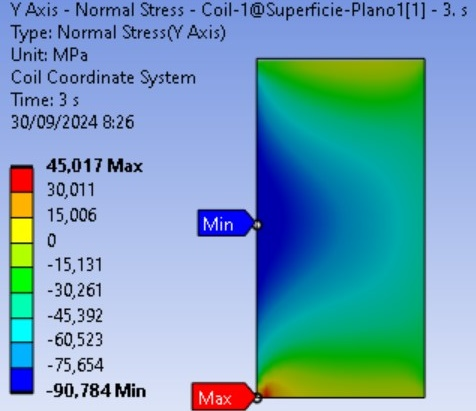 Y Axis - Normal Stress - Coil-1@Superficie-Plano1[1] - 3. s
Type: Normal Stress(Y Axis)
Unit: MPa
Coil Coordinate System
Time: 3 s
30/09/2024 8:26
45,017 Max
30,011
15,006
0
-15,131
-30,261
-45,392
-60,523
-75,654
-90,784 Min
Min
Max